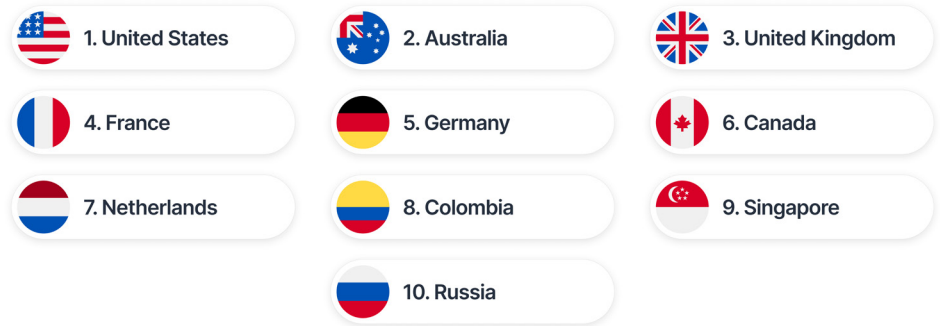 1. United States
2. Australia
3. United Kingdom
4. France
5. Germany
6. Canada
7. Netherlands
8. Colombia
9. Singapore
10. Russia